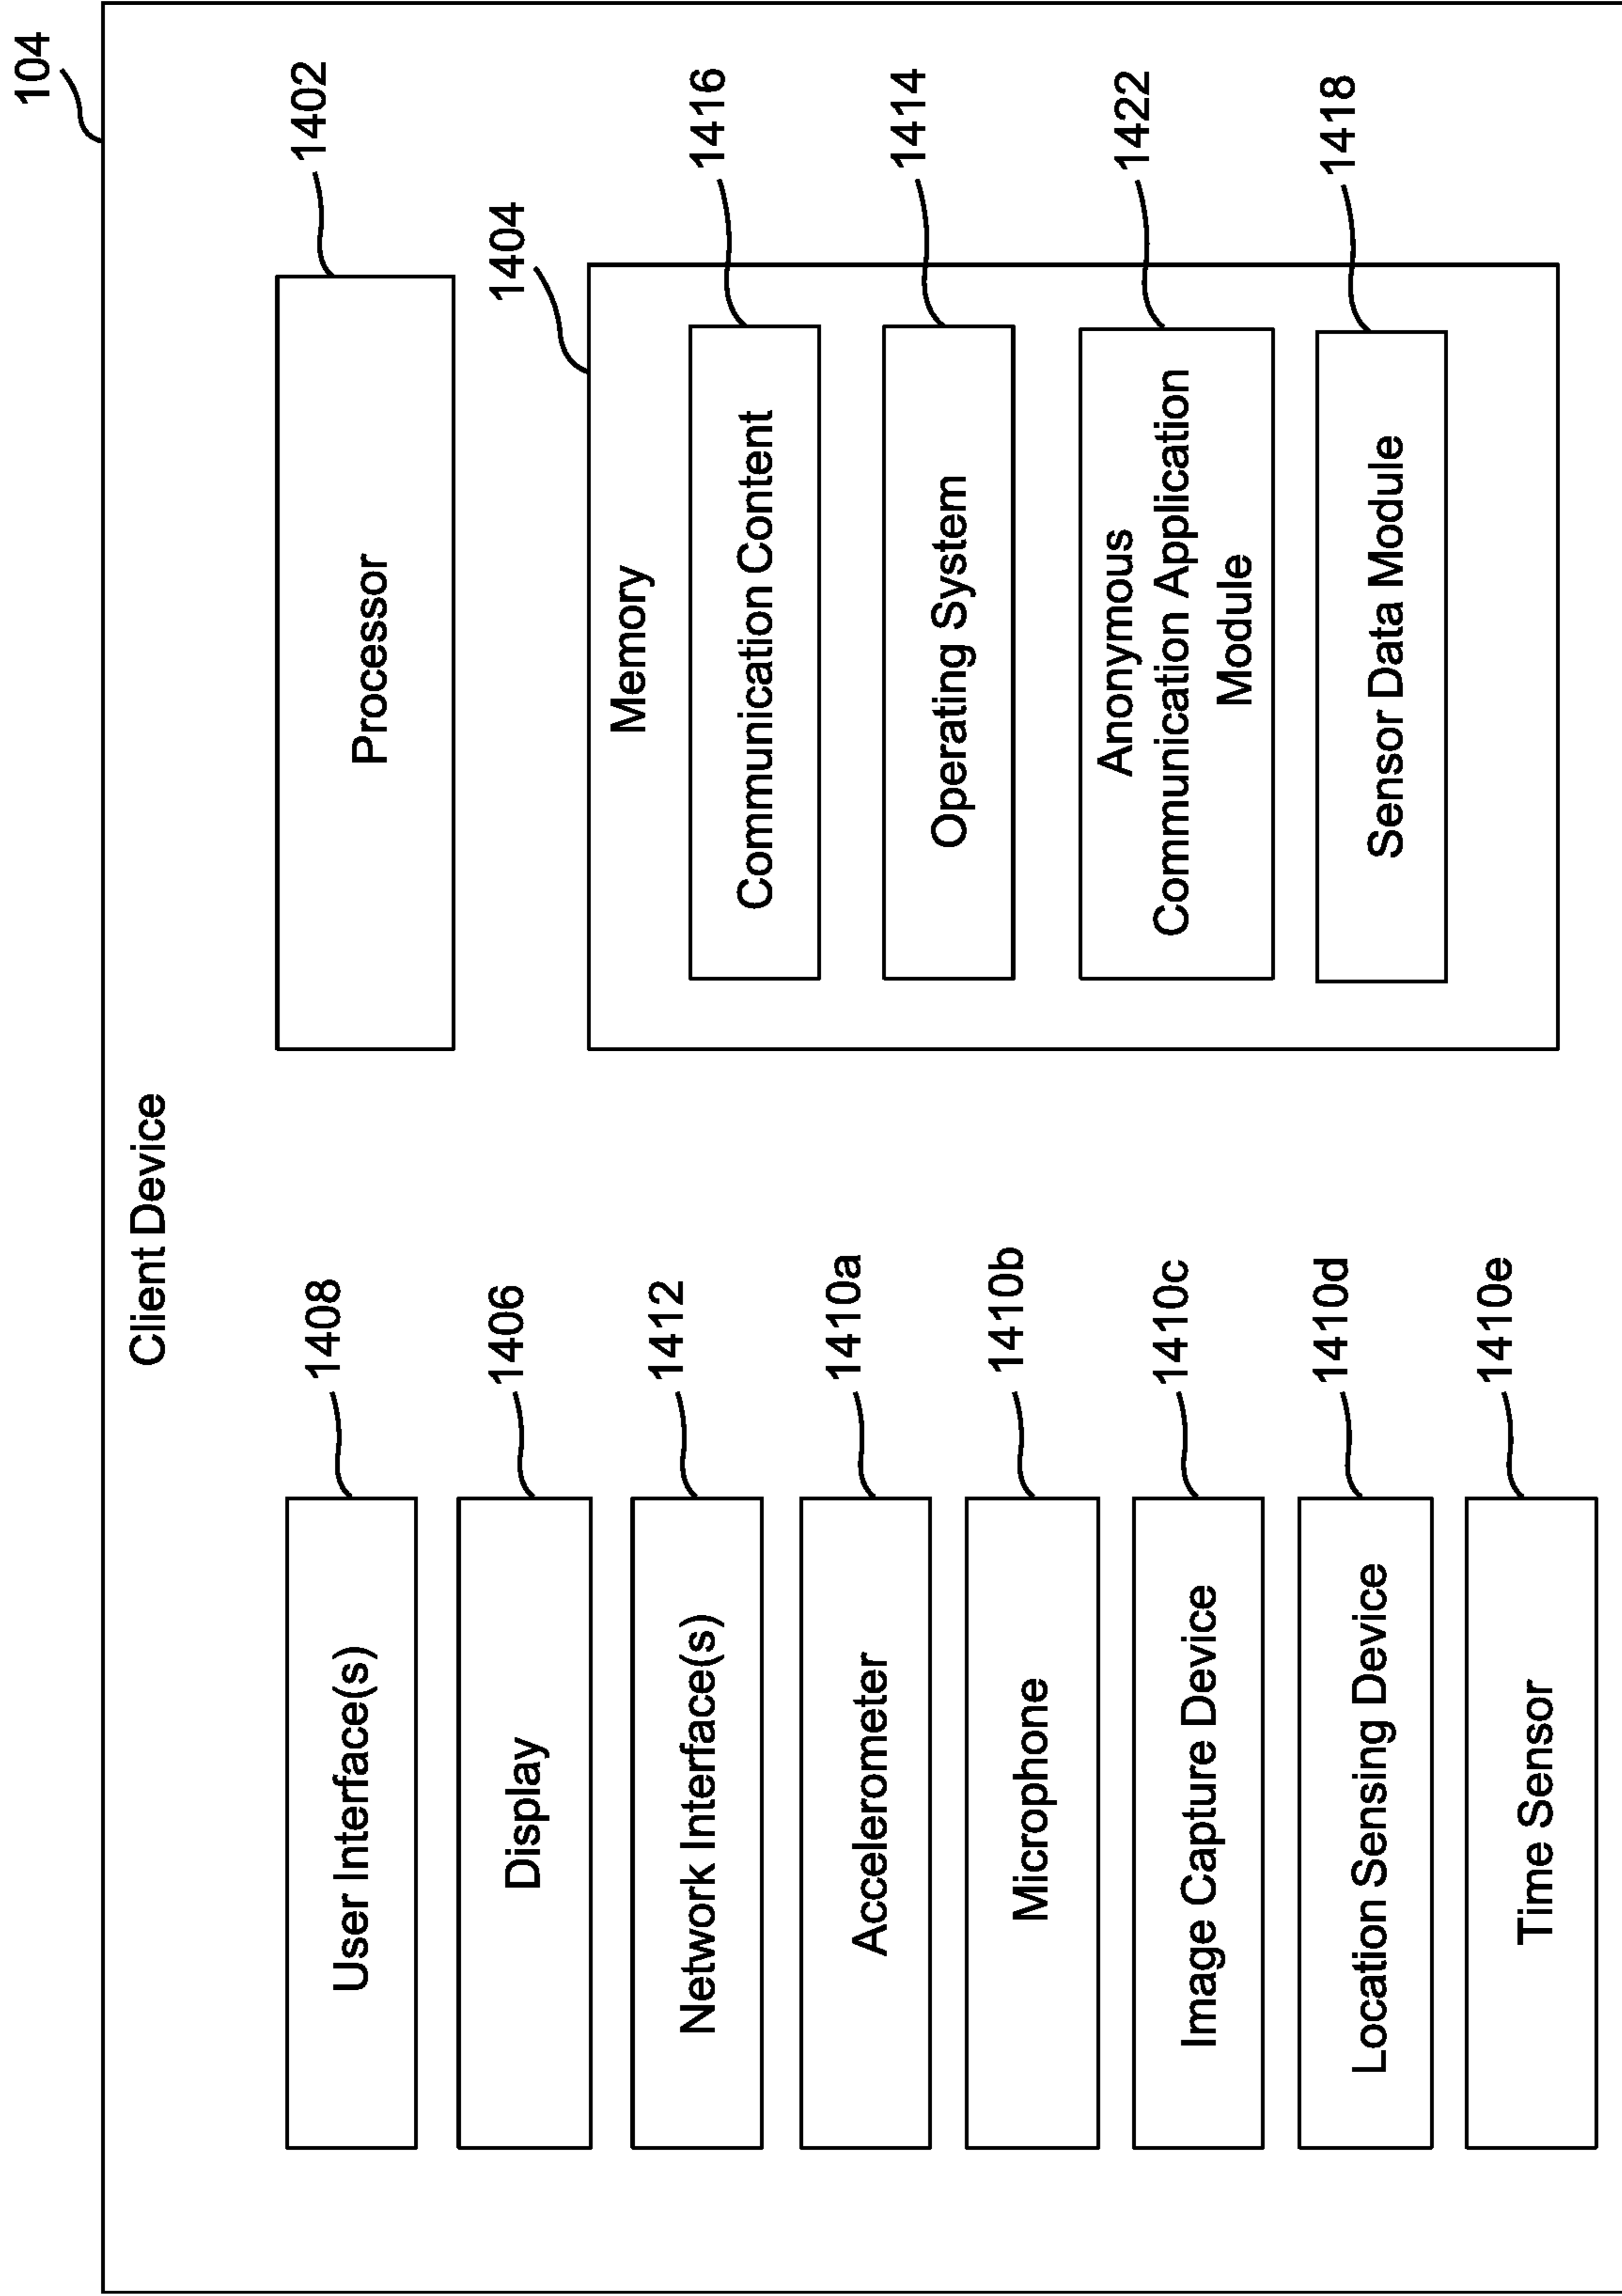 104
Client Device
User Interface(s)
1408
Display
1406
Network Interface(s)
1412
Accelerometer
1410a
Microphone
1410b
Image Capture Device
1410c
Location Sensing Device
1410d
Time Sensor
1410e
Processor
1402
1404
Memory
Communication Content
1416
Operating System
1414
Anonymous
Communication Application
Module
1422
Sensor Data Module
1418